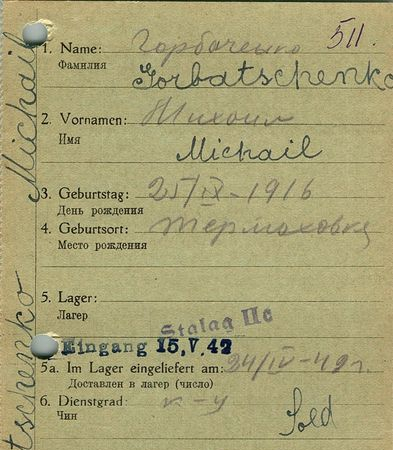 511.
1. Name: Горбаченко
Фамилия Gorbatschenko
2. Vornamen: Михаил
Имя
Michail
3. Geburtstag: 25/IX-1916
День рождения
4. Geburtsort: Термаховка
Место рождения
5. Lager:
Лагер
Stalag IIc
Eingang 15.V.42
5a. Im Lager eingeliefert am: 24/IV-42 г.
Доставлен в лагер (число)
6. Dienstgrad: к-у
Чин
Sold
Michail
tschenko